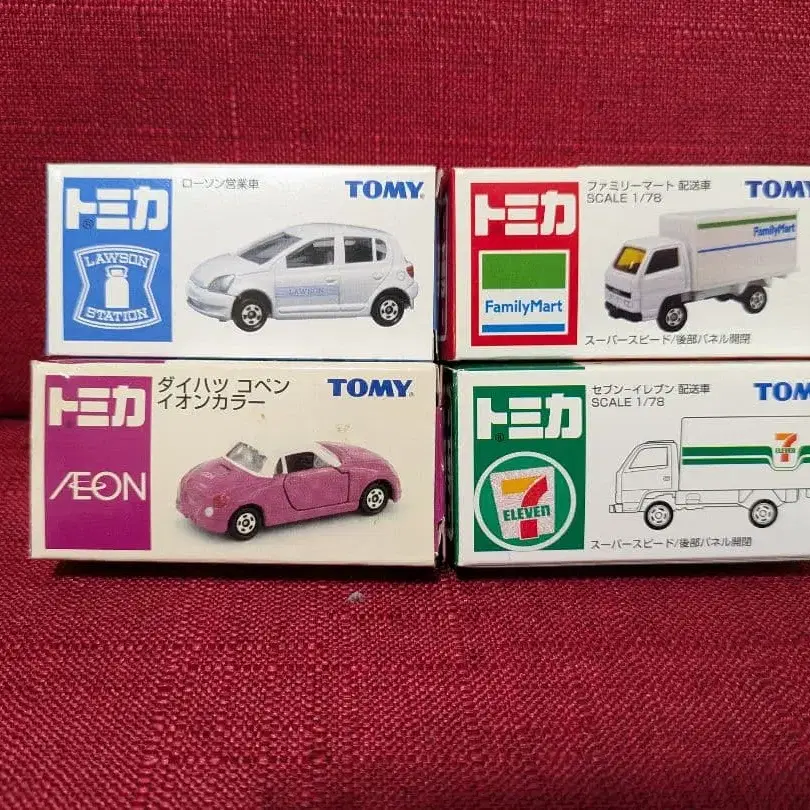 トミカ
ローソン営業車
TOMY
LAWSON
STATION
LAWSON
トミカ
ファミリーマート 配送車
SCALE 1/78
TOMY
FamilyMart
FamilyMart
スーパースピード/後部パネル開閉
トミカ
ダイハツ コペン
イオンカラー
TOMY
ÆON
トミカ
セブン-イレブン 配送車
SCALE 1/78
TOM
7
ELEVEN
7
ELEVEN
スーパースピード/後部パネル開閉